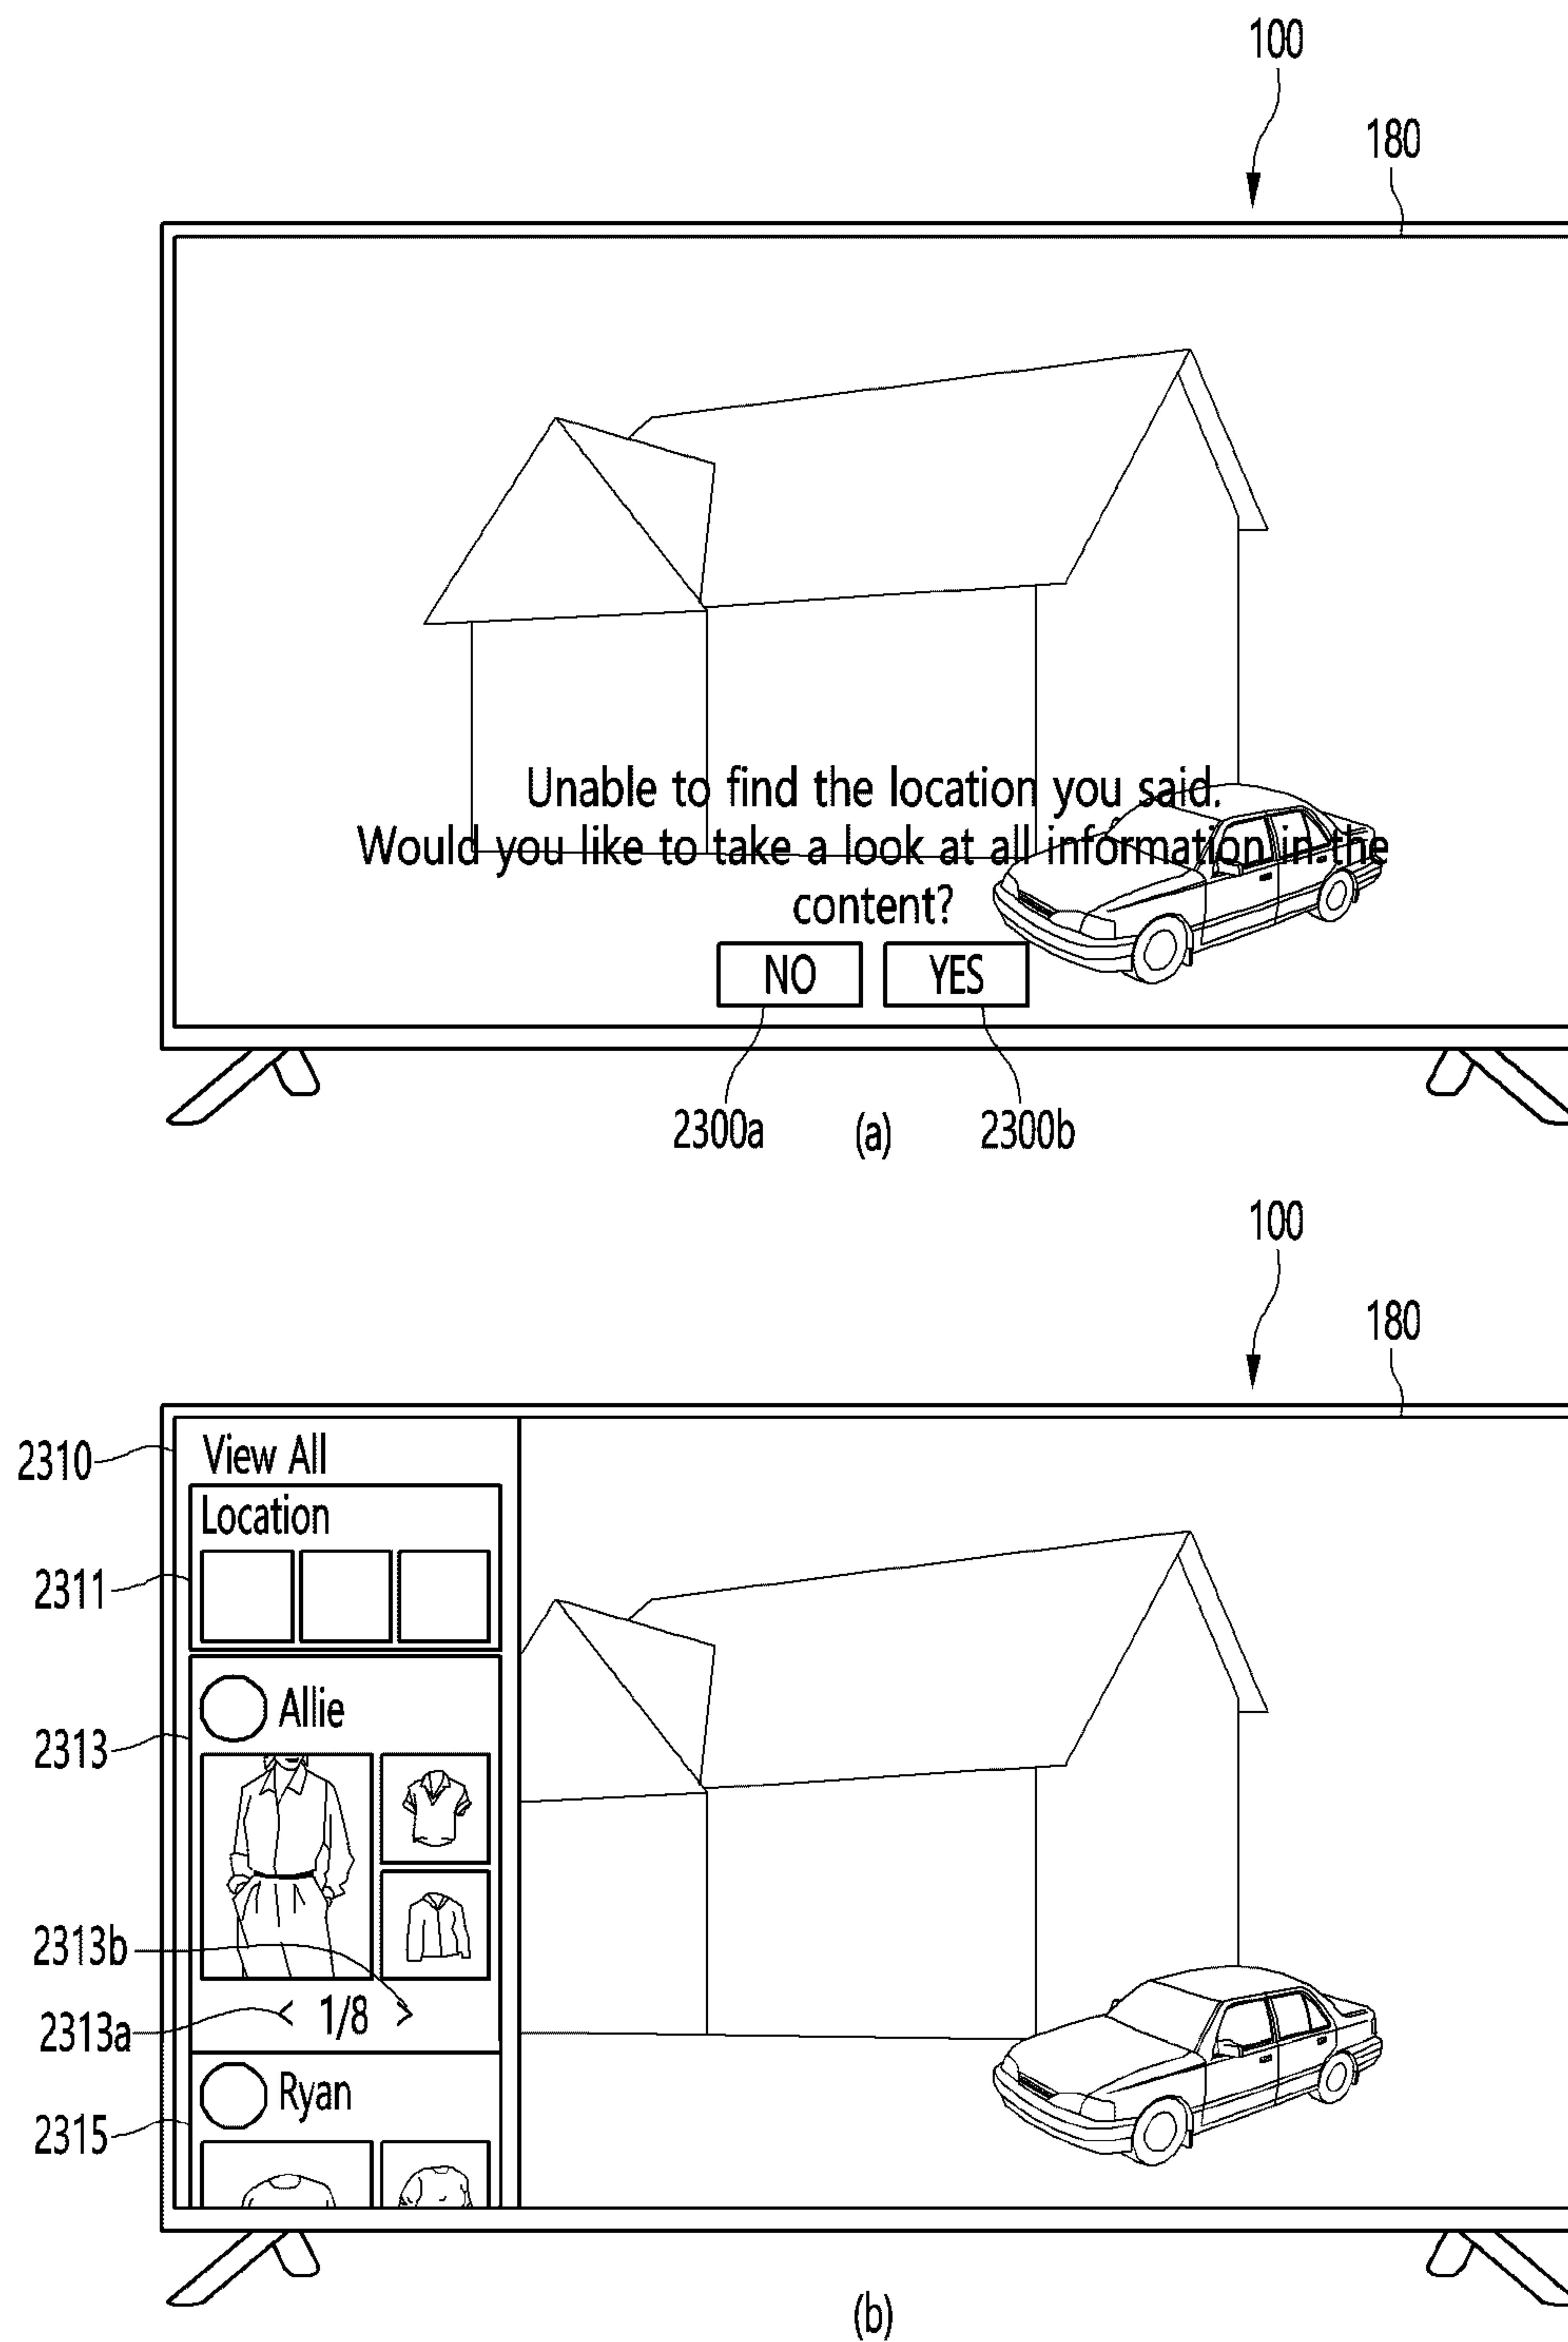 100
180
Unable to find the location you said.
Would you like to take a look at all information in the
content?
NO YES
2300a (a) 2300b
100
180
2310 View All
Location
2311
Allie
2313
2313b
2313a < 1/8 >
Ryan
2315
(b)